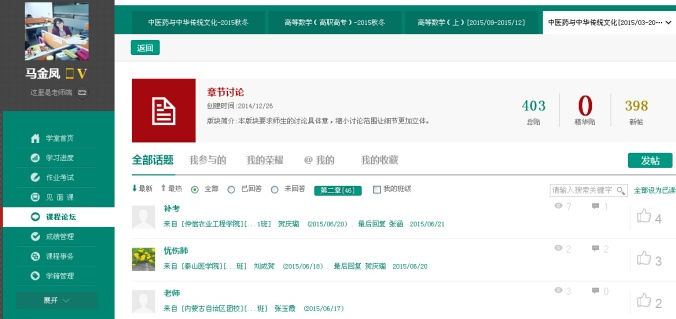 中医药与中华传统文化-2015秋冬
高等数学（高职高专）-2015秋冬
高等数学（上）[2015/09-2015/12]
中医药与中华传统文化[2015/03-20...
马金凤
V
这里是老师端
返回
章节讨论
创建时间:2014/12/26
版块简介:本版块要求师生的讨论具体章，缩小讨论范围让细节更加立体。
403
总贴
0
精华贴
398
新帖
学堂首页
学习进度
作业考试
见面课
课程论坛
成绩管理
课程事务
学籍管理
展开
全部话题
我参与的
我的荣耀
@ 我的
我的收藏
发帖
最新
最热
全部
已回答
未回答
第二章[46]
我的班级
请输入搜索关键字
全部设为已读
补考
7
1
4
来自 [仲恺农业工程学院][...1班] 贺庆
(2015/06/20) . 最后回复 张
2015/06/21
忧伤師
2
2
3
来自 [泰山医学院][...班] 刘
(2015/06/18) . 最后回复 贺庆
2015/06/20
老师
3
0
2
来自 [内蒙古自治区团校][...班] 张玉霞 (2015/06/17)